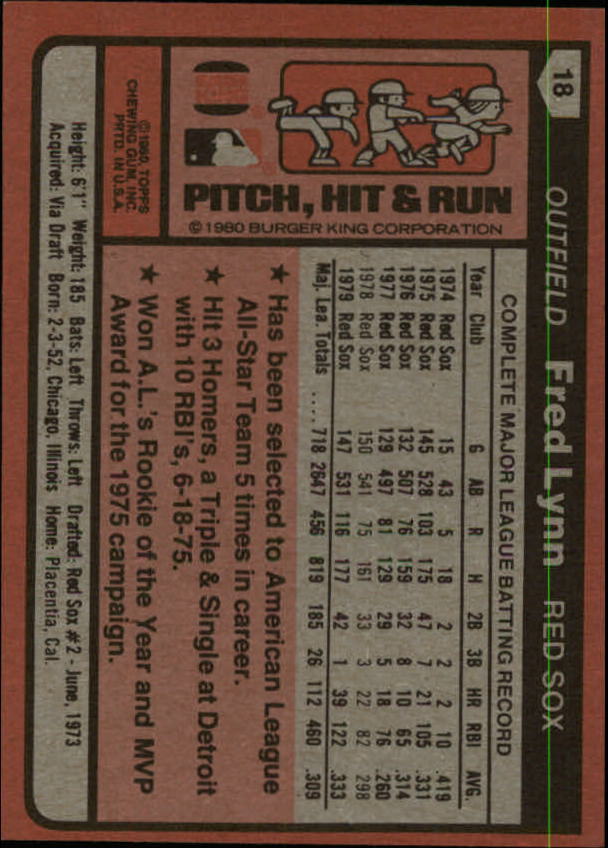 18 OUTFIELD Fred Lynn RED SOX
PITCH, HIT & RUN
©1980 BURGER KING CORPORATION
©1980, TOPPS
CHEWING GUM, INC.
PRTD. IN U.S.A.
COMPLETE MAJOR LEAGUE BATTING RECORD
Year Club G AB R H 2B 3B HR RBI AVG.
1974 Red Sox 15 43 5 18 2 2 2 10 .419
1975 Red Sox 145 528 103 175 47 7 21 105 .331
1976 Red Sox 132 507 76 159 32 8 10 65 .314
1977 Red Sox 129 497 81 129 29 5 18 76 .260
1978 Red Sox 150 541 75 161 33 3 22 82 .298
1979 Red Sox 147 531 116 177 42 1 39 122 .333
Maj. Lea. Totals .... 718 2647 456 819 185 26 112 460 .309
★ Has been selected to American League
All-Star Team 5 times in career.
★ Hit 3 Homers, a Triple & Single at Detroit
with 10 RBI's, 6-18-75.
★ Won A.L.'s Rookie of the Year and MVP
Award for the 1975 campaign.
Height: 6'1" Weight: 185 Bats: Left Throws: Left Drafted: Red Sox #2 - June, 1973
Acquired: Via Draft Born: 2-3-52, Chicago, Illinois Home: Placentia, Cal.